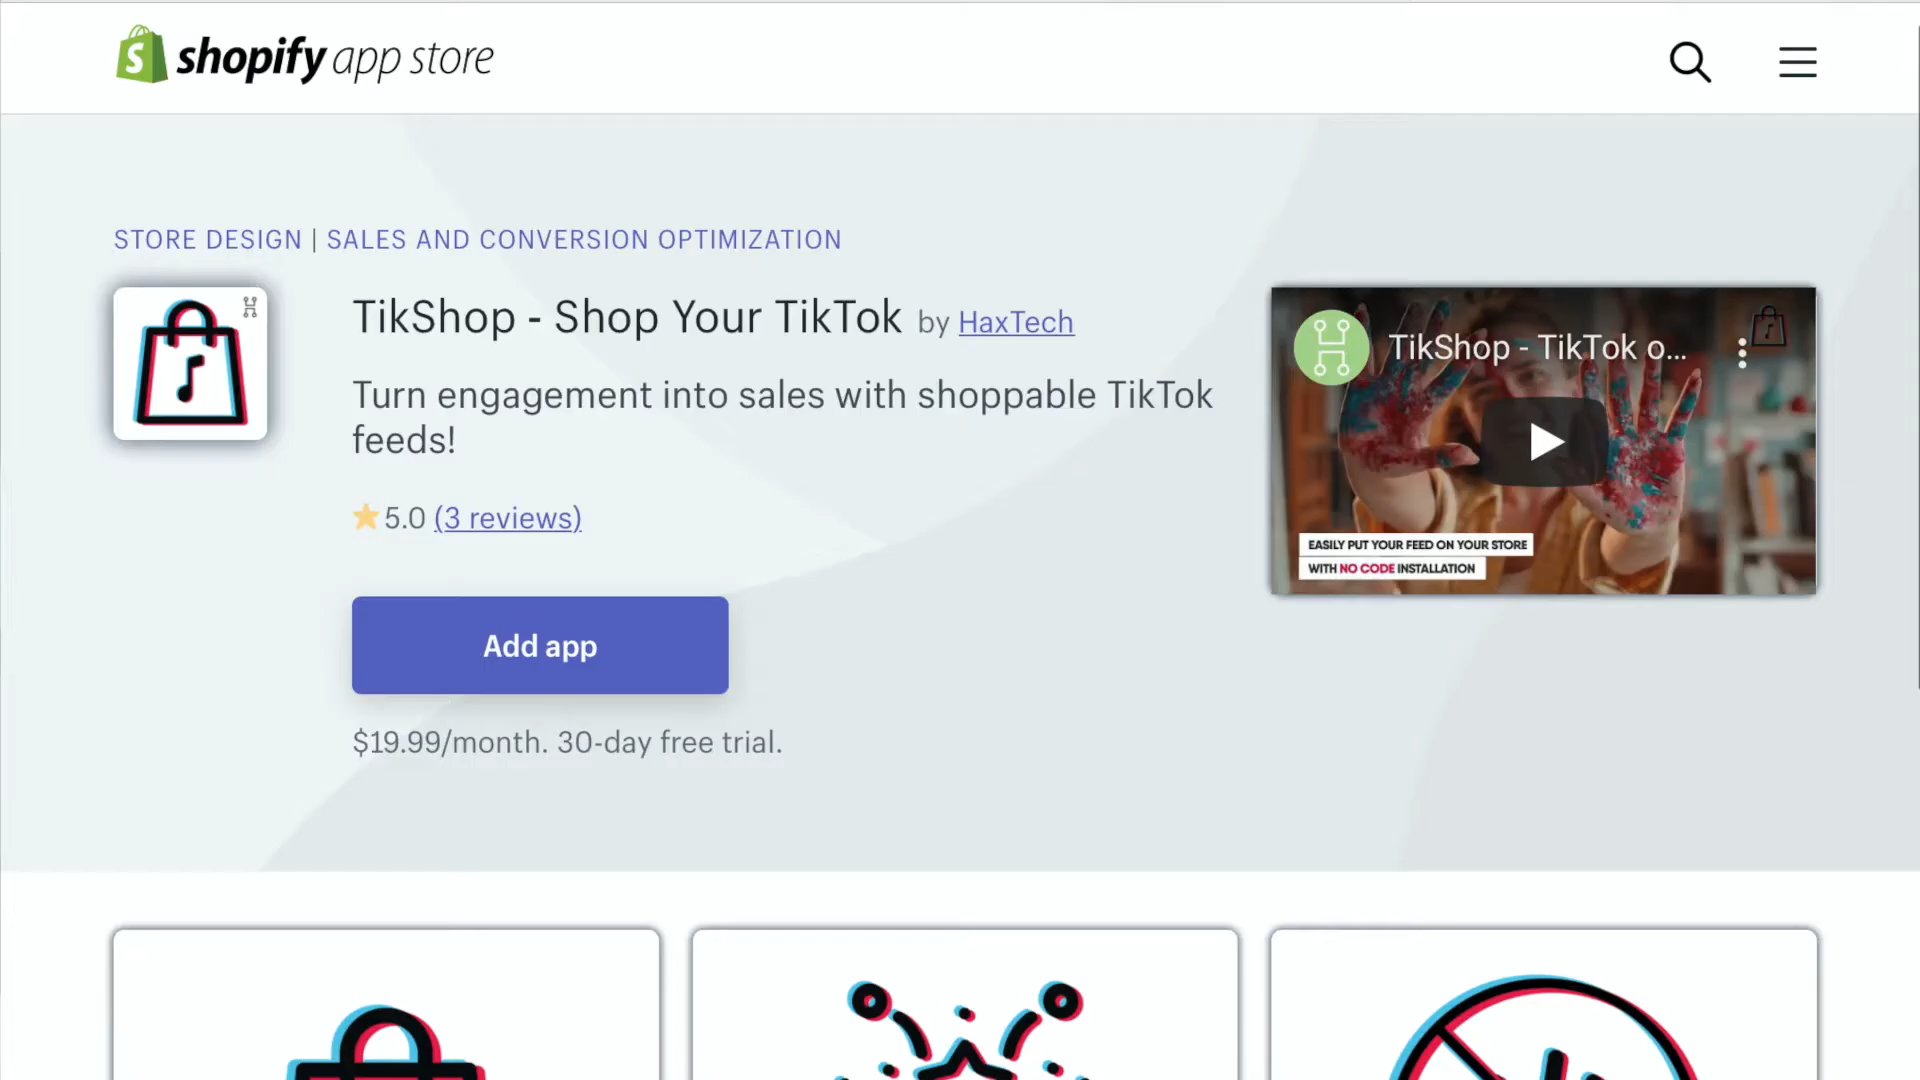 shopify app store
STORE DESIGN | SALES AND CONVERSION OPTIMIZATION
TikShop - Shop Your TikTok by HaxTech
Turn engagement into sales with shoppable TikTok
feeds!
5.0 (3 reviews)
Add app
$19.99/month. 30-day free trial.
TikShop - TikTok o...
EASILY PUT YOUR FEED ON YOUR STORE
WITH NO CODE INSTALLATION